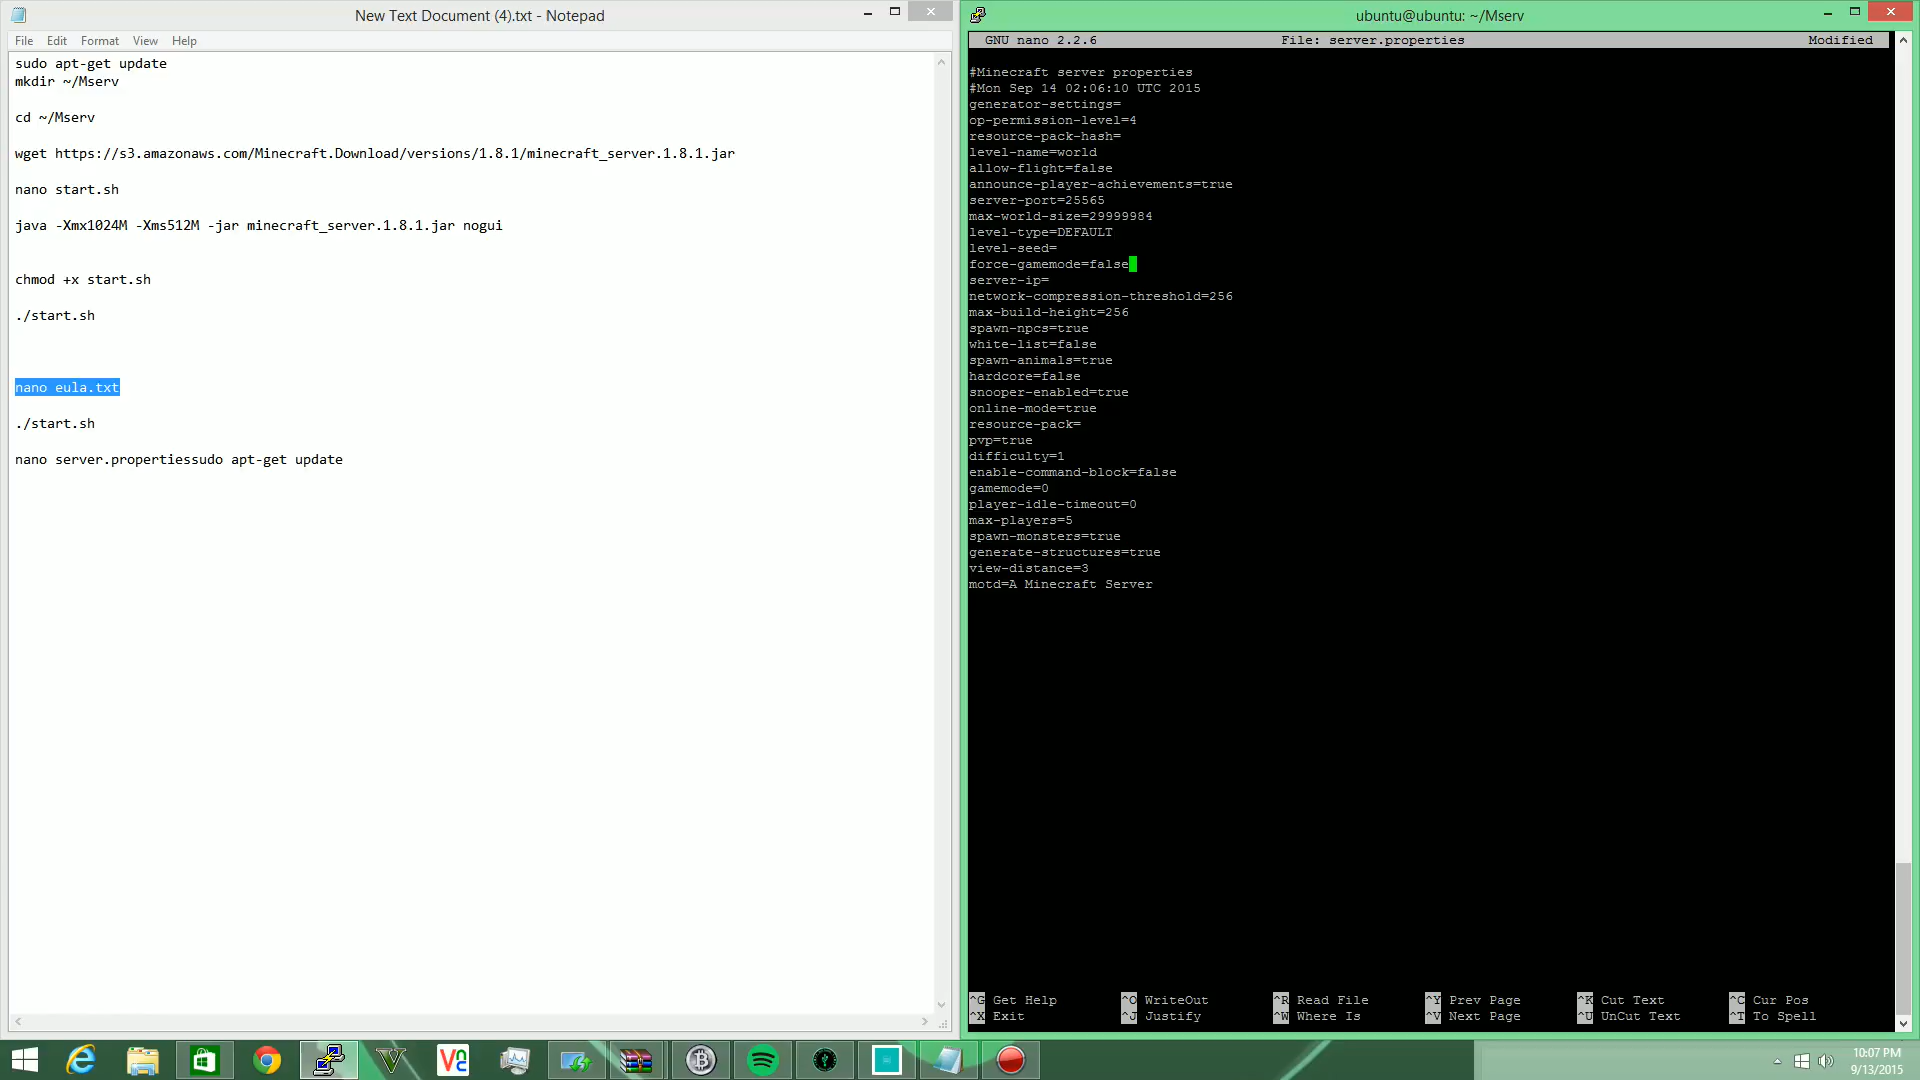 New Text Document (4).txt - Notepad
File Edit Format View Help
sudo apt-get update
mkdir ~/Mserv
cd ~/Mserv
wget https://s3.amazonaws.com/Minecraft.Download/versions/1.8.1/minecraft_server.1.8.1.jar
nano start.sh
java -Xmx1024M -Xms512M -jar minecraft_server.1.8.1.jar nogui
chmod +x start.sh
./start.sh
nano eula.txt
./start.sh
nano server.propertiessudo apt-get update
ubuntu@ubuntu: ~/Mserv
GNU nano 2.2.6 File: server.properties Modified
#Minecraft server properties
#Mon Sep 14 02:06:10 UTC 2015
generator-settings=
op-permission-level=4
resource-pack-hash=
level-name=world
allow-flight=false
announce-player-achievements=true
server-port=25565
max-world-size=29999984
level-type=DEFAULT
level-seed=
force-gamemode=false
server-ip=
network-compression-threshold=256
max-build-height=256
spawn-npcs=true
white-list=false
spawn-animals=true
hardcore=false
snooper-enabled=true
online-mode=true
resource-pack=
pvp=true
difficulty=1
enable-command-block=false
gamemode=0
player-idle-timeout=0
max-players=5
spawn-monsters=true
generate-structures=true
view-distance=3
motd=A Minecraft Server
^G Get Help ^O WriteOut ^R Read File ^Y Prev Page ^K Cut Text ^C Cur Pos
^X Exit ^J Justify ^W Where Is ^V Next Page ^U UnCut Text ^T To Spell
10:07 PM
9/13/2015